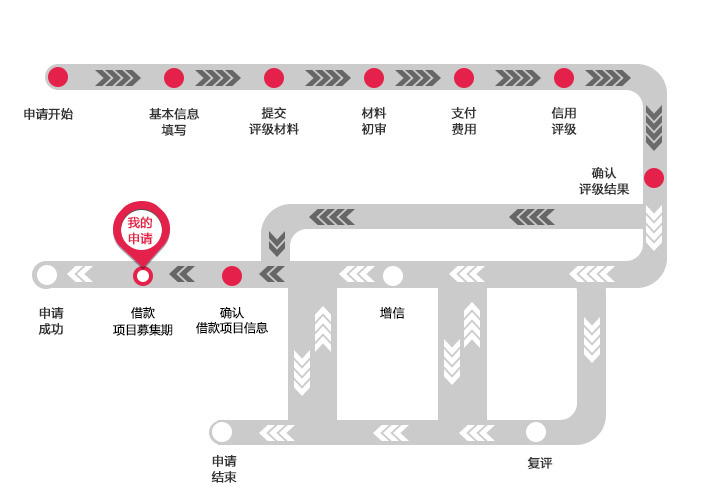 申请开始
基本信息
填写
提交
评级材料
材料
初审
支付
费用
信用
评级
确认
评级结果
我的
申请
申请
成功
借款
项目募集期
确认
借款项目信息
增信
申请
结束
复评